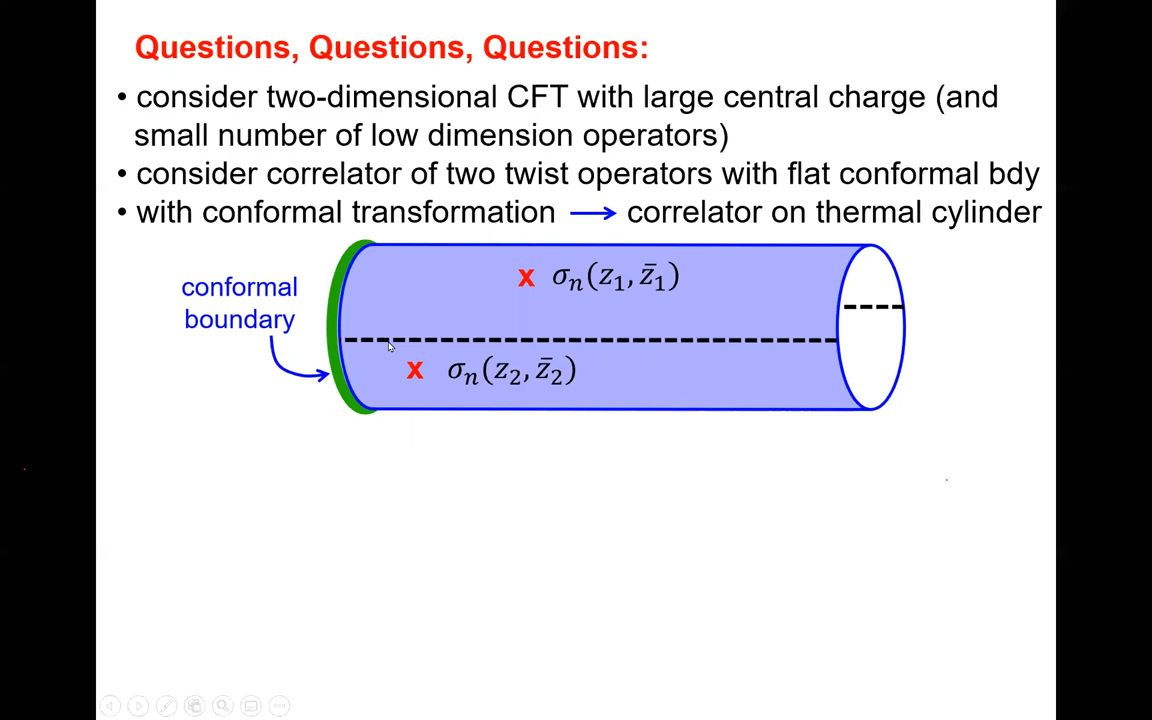 Questions, Questions, Questions:
• consider two-dimensional CFT with large central charge (and
small number of low dimension operators)
• consider correlator of two twist operators with flat conformal bdy
• with conformal transformation → correlator on thermal cylinder
conformal
boundary
x σₙ(z₁, z̄₁)
x σₙ(z₂, z̄₂)